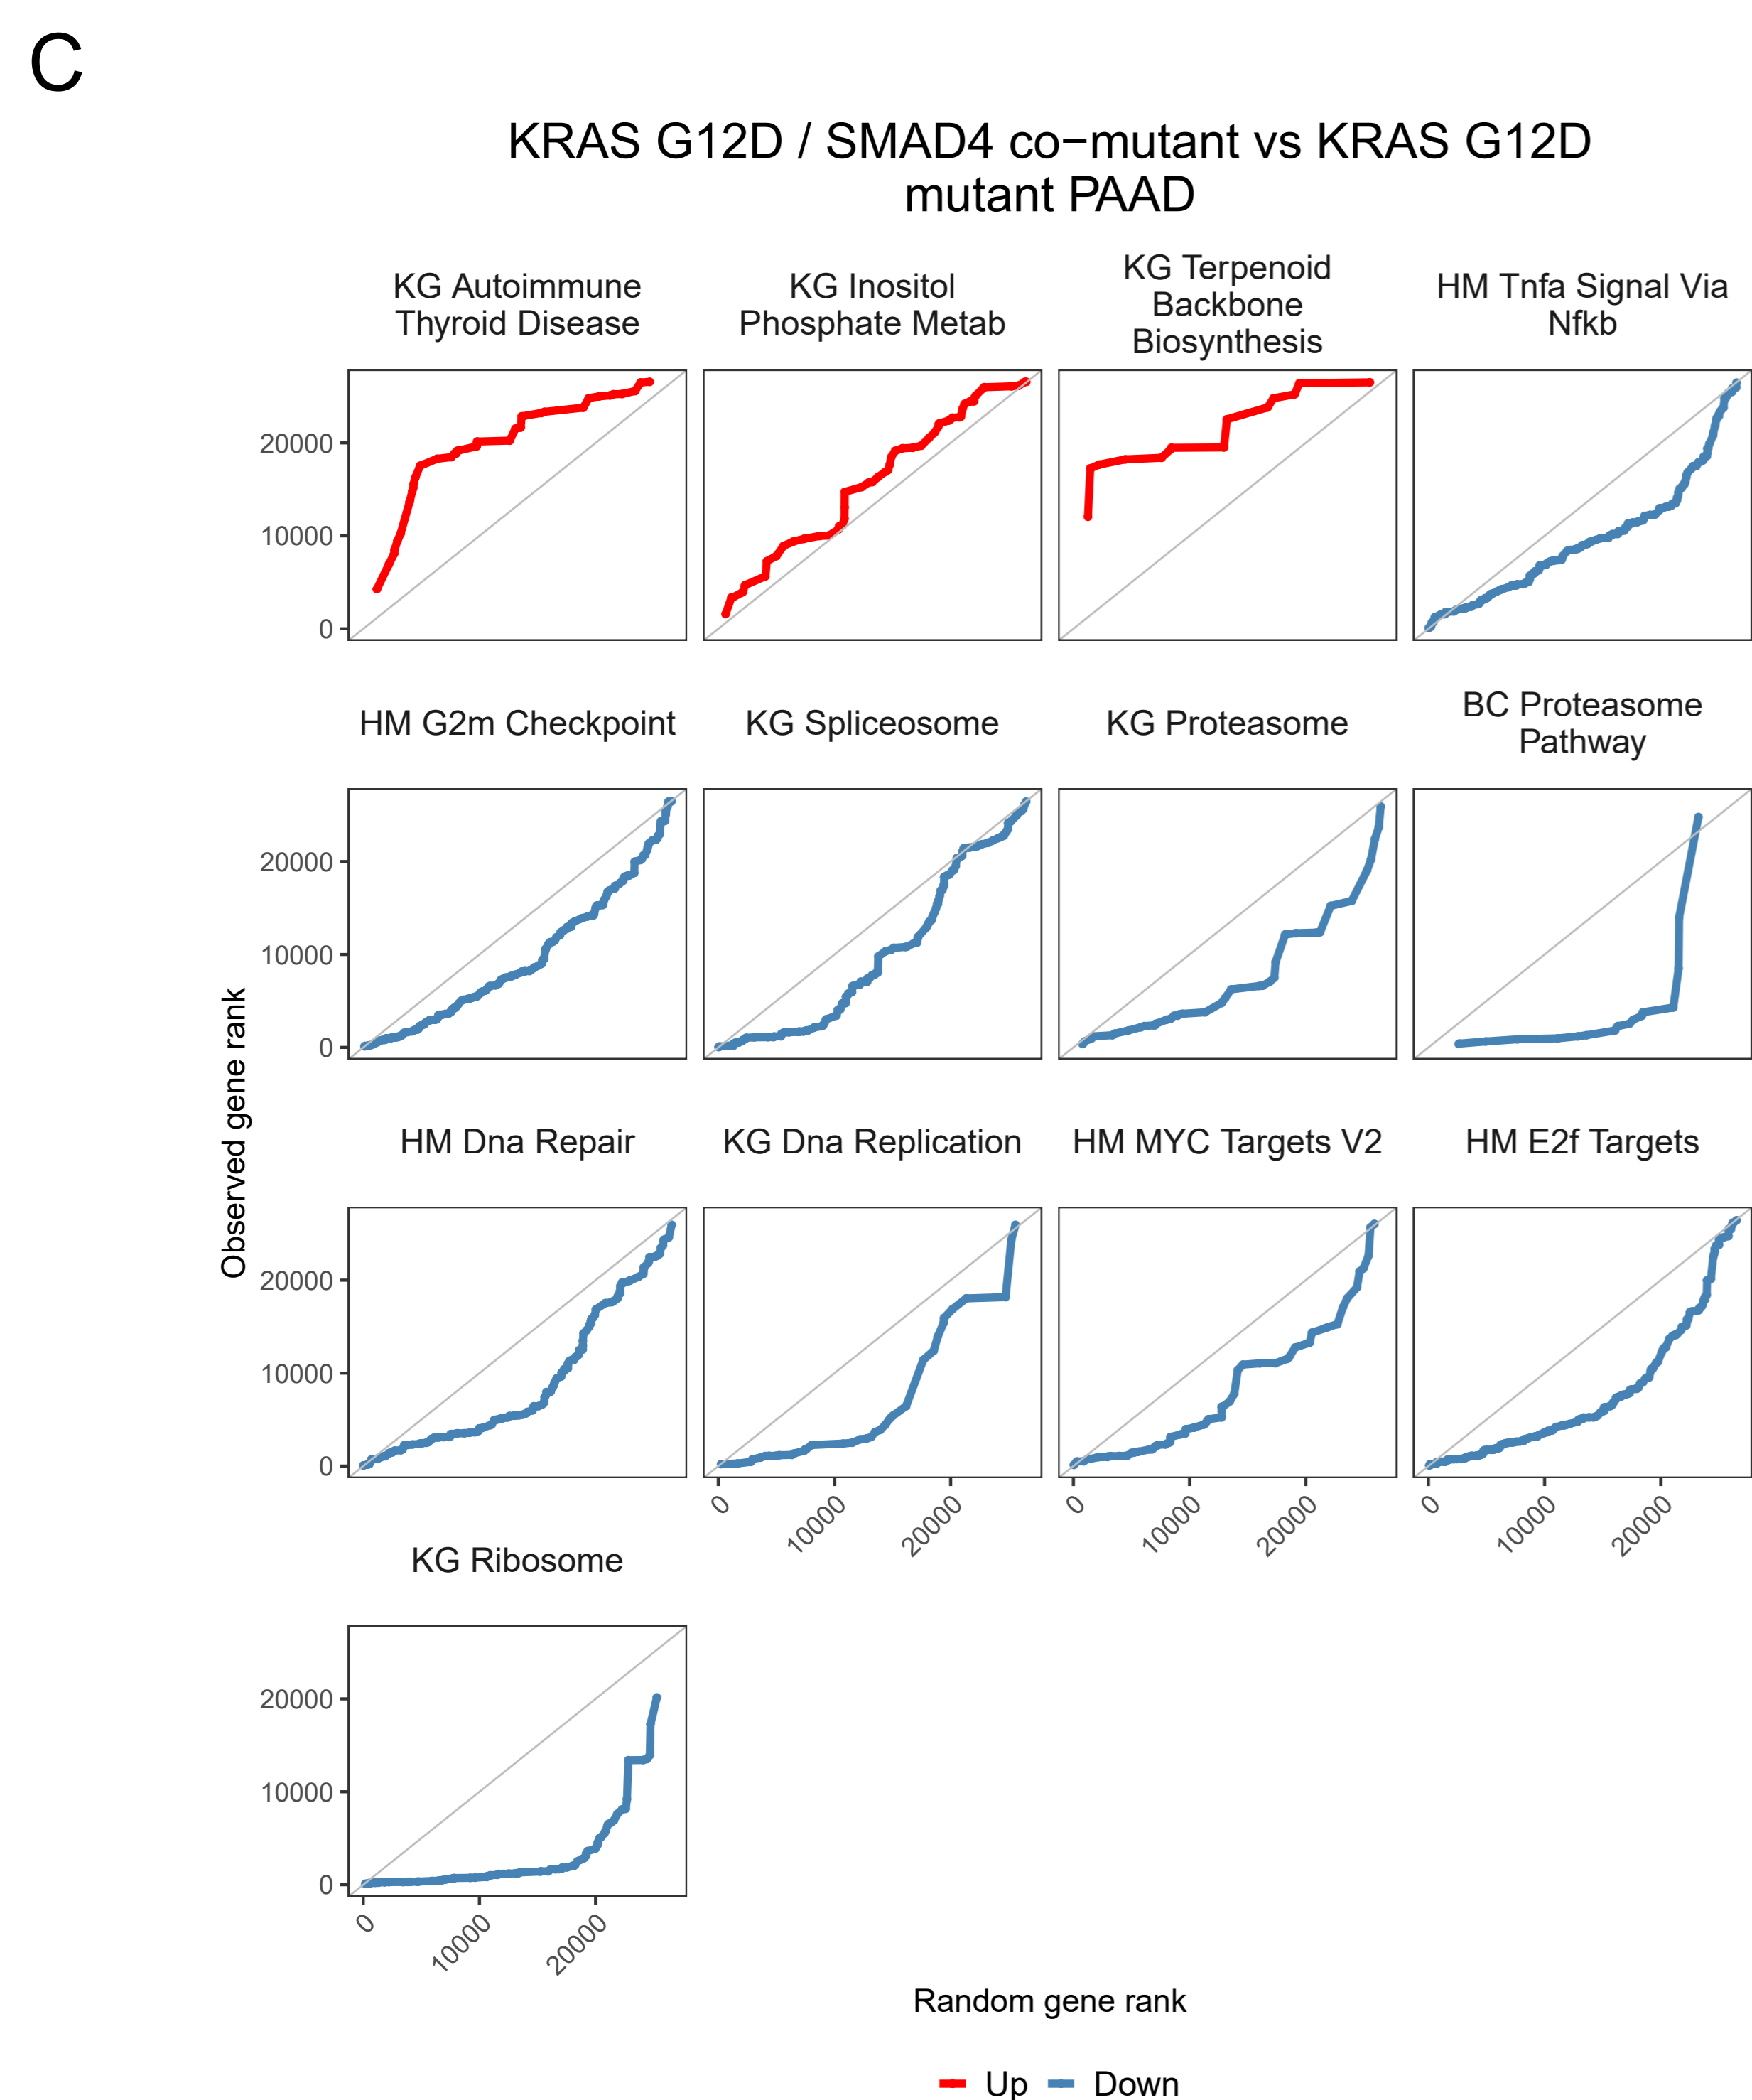 C
KRAS G12D / SMAD4 co−mutant vs KRAS G12D
mutant PAAD
KG Autoimmune
Thyroid Disease
KG Inositol
Phosphate Metab
KG Terpenoid
Backbone
Biosynthesis
HM Tnfa Signal Via
Nfkb
20000
10000
0
HM G2m Checkpoint
KG Spliceosome
KG Proteasome
BC Proteasome
Pathway
20000
10000
0
Observed gene rank
HM Dna Repair
KG Dna Replication
HM MYC Targets V2
HM E2f Targets
20000
10000
0
0
10000
20000
0
10000
20000
0
10000
20000
KG Ribosome
20000
10000
0
0
10000
20000
Random gene rank
Up
Down